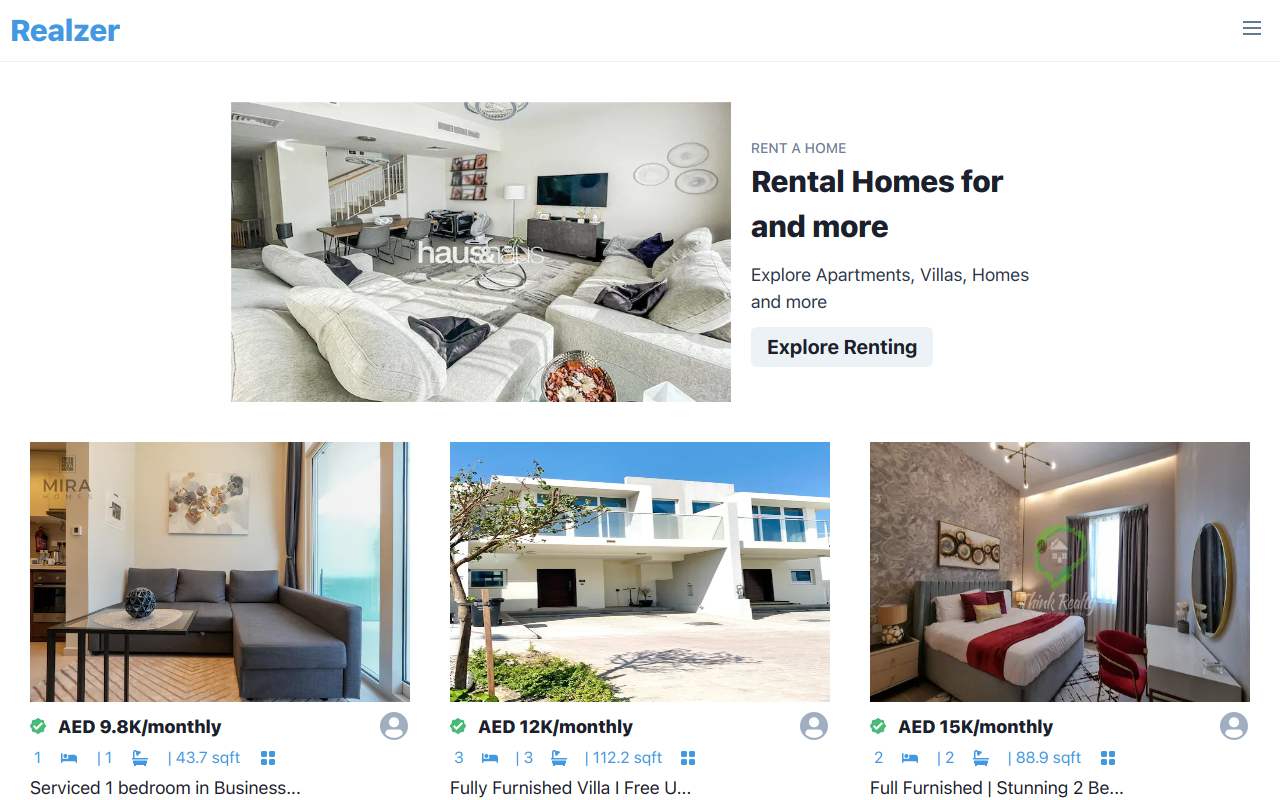 Realzer
haus&haus
RENT A HOME
Rental Homes for
and more
Explore Apartments, Villas, Homes
and more
Explore Renting
MIRA
HOMES
Think Realty
AED 9.8K/monthly
1 | 1 | 43.7 sqft
Serviced 1 bedroom in Business...
AED 12K/monthly
3 | 3 | 112.2 sqft
Fully Furnished Villa I Free U...
AED 15K/monthly
2 | 2 | 88.9 sqft
Full Furnished | Stunning 2 Be...